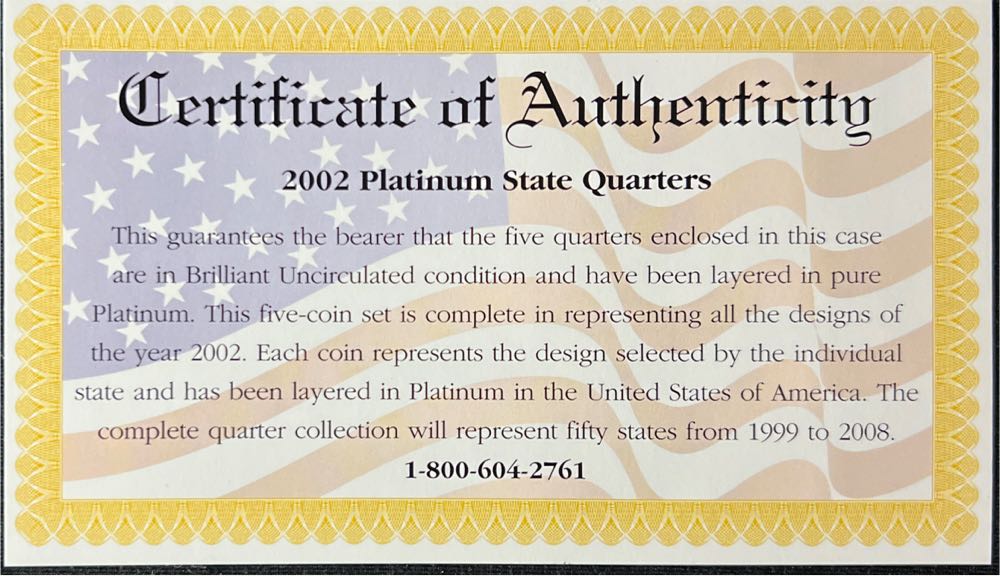 Certificate of Authenticity
2002 Platinum State Quarters
This guarantees the bearer that the five quarters enclosed in this case
are in Brilliant Uncirculated condition and have been layered in pure
Platinum. This five-coin set is complete in representing all the designs of
the year 2002. Each coin represents the design selected by the individual
state and has been layered in Platinum in the United States of America. The
complete quarter collection will represent fifty states from 1999 to 2008.
1-800-604-2761